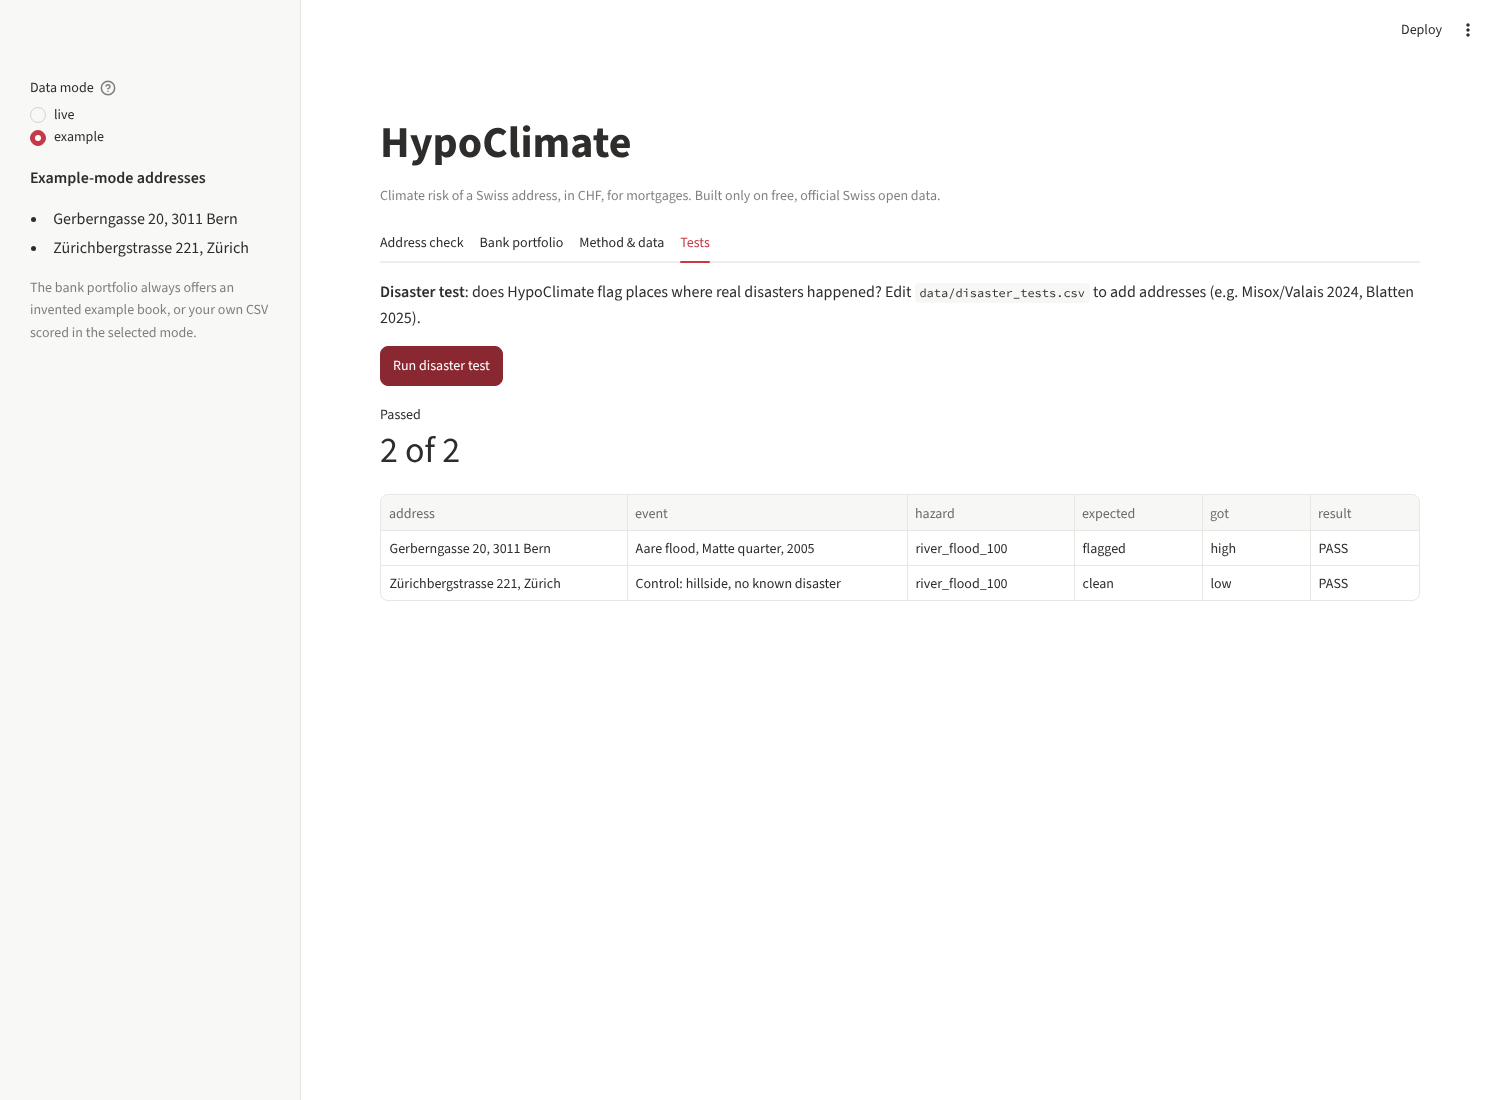 Deploy
Data mode
live
example
Example-mode addresses
Gerberngasse 20, 3011 Bern
Zürichbergstrasse 221, Zürich
The bank portfolio always offers an
invented example book, or your own CSV
scored in the selected mode.
HypoClimate
Climate risk of a Swiss address, in CHF, for mortgages. Built only on free, official Swiss open data.
Address check Bank portfolio Method & data Tests
Disaster test: does HypoClimate flag places where real disasters happened? Edit data/disaster_tests.csv to add addresses (e.g. Misox/Valais 2024, Blatten
2025).
Run disaster test
Passed
2 of 2
address event hazard expected got result
Gerberngasse 20, 3011 Bern Aare flood, Matte quarter, 2005 river_flood_100 flagged high PASS
Zürichbergstrasse 221, Zürich Control: hillside, no known disaster river_flood_100 clean low PASS